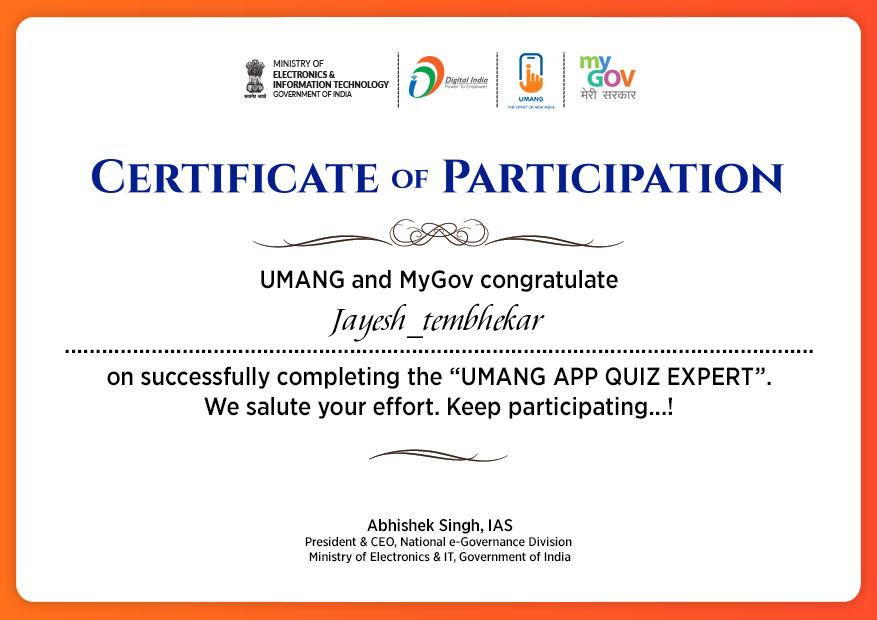 MINISTRY OF
ELECTRONICS &
INFORMATION TECHNOLOGY
GOVERNMENT OF INDIA
सत्यमेव जयते
Digital India
Power To Empower
UMANG
THE SPIRIT OF NEW INDIA
my
GOV
मेरी सरकार
CERTIFICATE OF PARTICIPATION
UMANG and MyGov congratulate
Jayesh_tembhekar
on successfully completing the “UMANG APP QUIZ EXPERT”.
We salute your effort. Keep participating...!
Abhishek Singh, IAS
President & CEO, National e-Governance Division
Ministry of Electronics & IT, Government of India